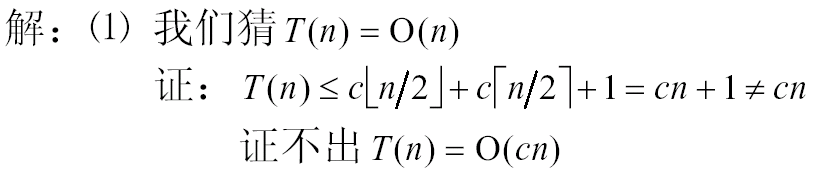 解：(1) 我们猜 T(n) = O(n)
证： T(n) ≤ c⌊n/2⌋ + c⌈n/2⌉ + 1 = cn + 1 ≠ cn
证不出 T(n) = O(cn)